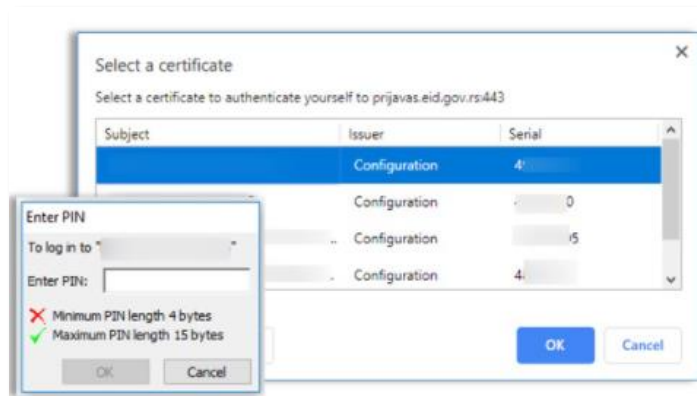 Select a certificate
Select a certificate to authenticate yourself to prijavas.eid.gov.rs:443
Subject Issuer Serial
Configuration 4
Configuration 0
.. Configuration 95
. Configuration 4
Enter PIN
To log in to " "
Enter PIN:
Minimum PIN length 4 bytes
Maximum PIN length 15 bytes
OK Cancel
OK Cancel